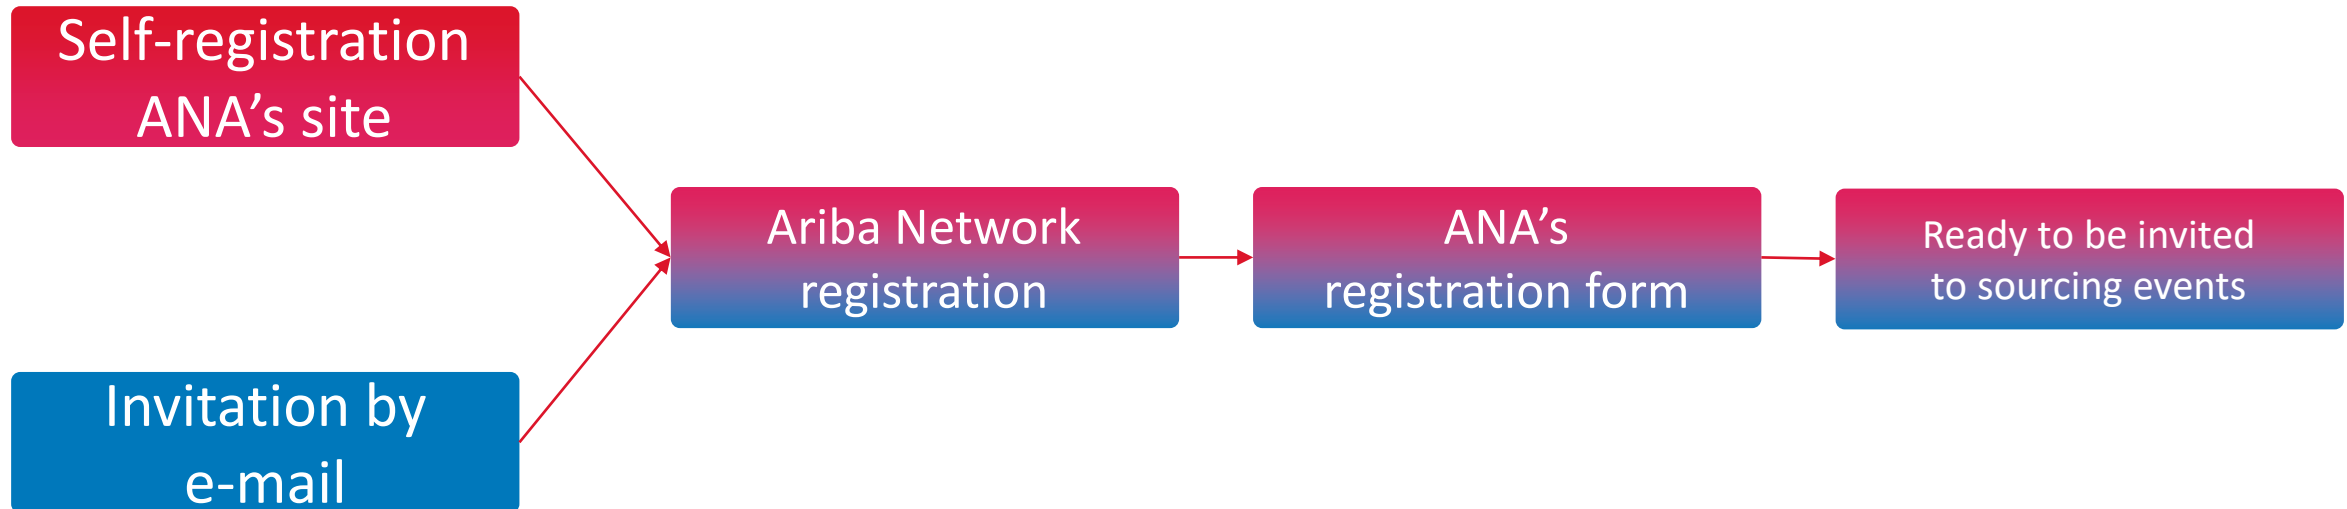 Self-registration
ANA’s site
Invitation by
e-mail
Ariba Network
registration
ANA’s
registration form
Ready to be invited
to sourcing events